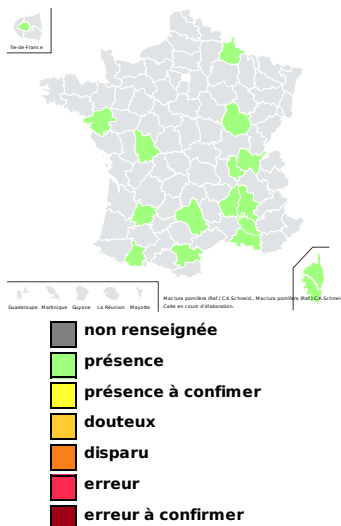 Île-de-France
Guadeloupe Martinique Guyane La Réunion Mayotte
Maclura pomifera (Raf.) C.K.Schneid., Maclura pomifera (Raf.) C.K.Schnei
Carte en cours d'élaboration.
non renseignée
présence
présence à confimer
douteux
disparu
erreur
erreur à confirmer